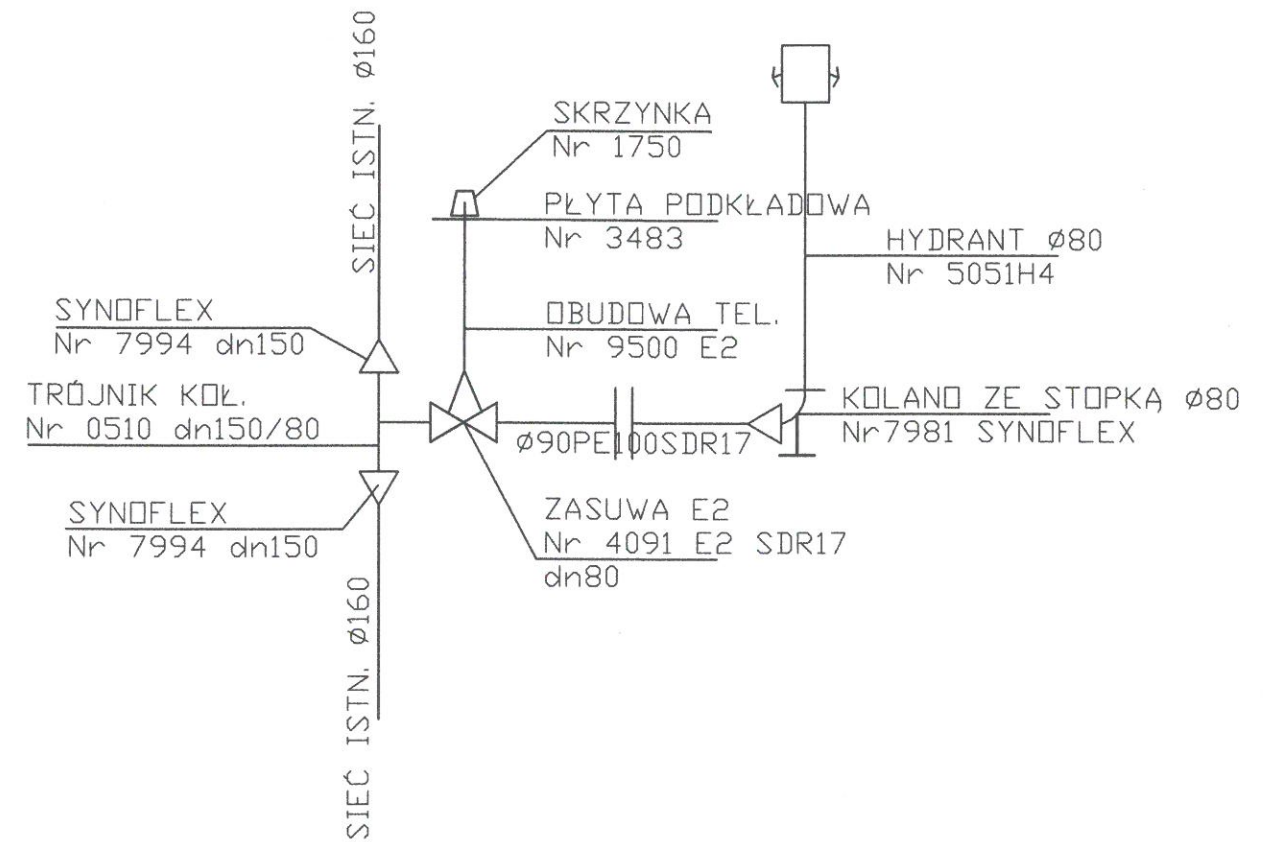 SIEĆ ISTN. ø160
SKRZYNKA
Nr 1750
PŁYTA PODKŁADOWA
Nr 3483
HYDRANT ø80
Nr 5051H4
SYNOFLEX
Nr 7994 dn150
OBUDOWA TEL.
Nr 9500 E2
TRÓJNIK KOŁ.
Nr 0510 dn150/80
KOLANO ZE STOPKĄ ø80
Nr7981 SYNOFLEX
ø90PE100SDR17
SYNOFLEX
Nr 7994 dn150
ZASUWA E2
Nr 4091 E2 SDR17
dn80
SIEĆ ISTN. ø160